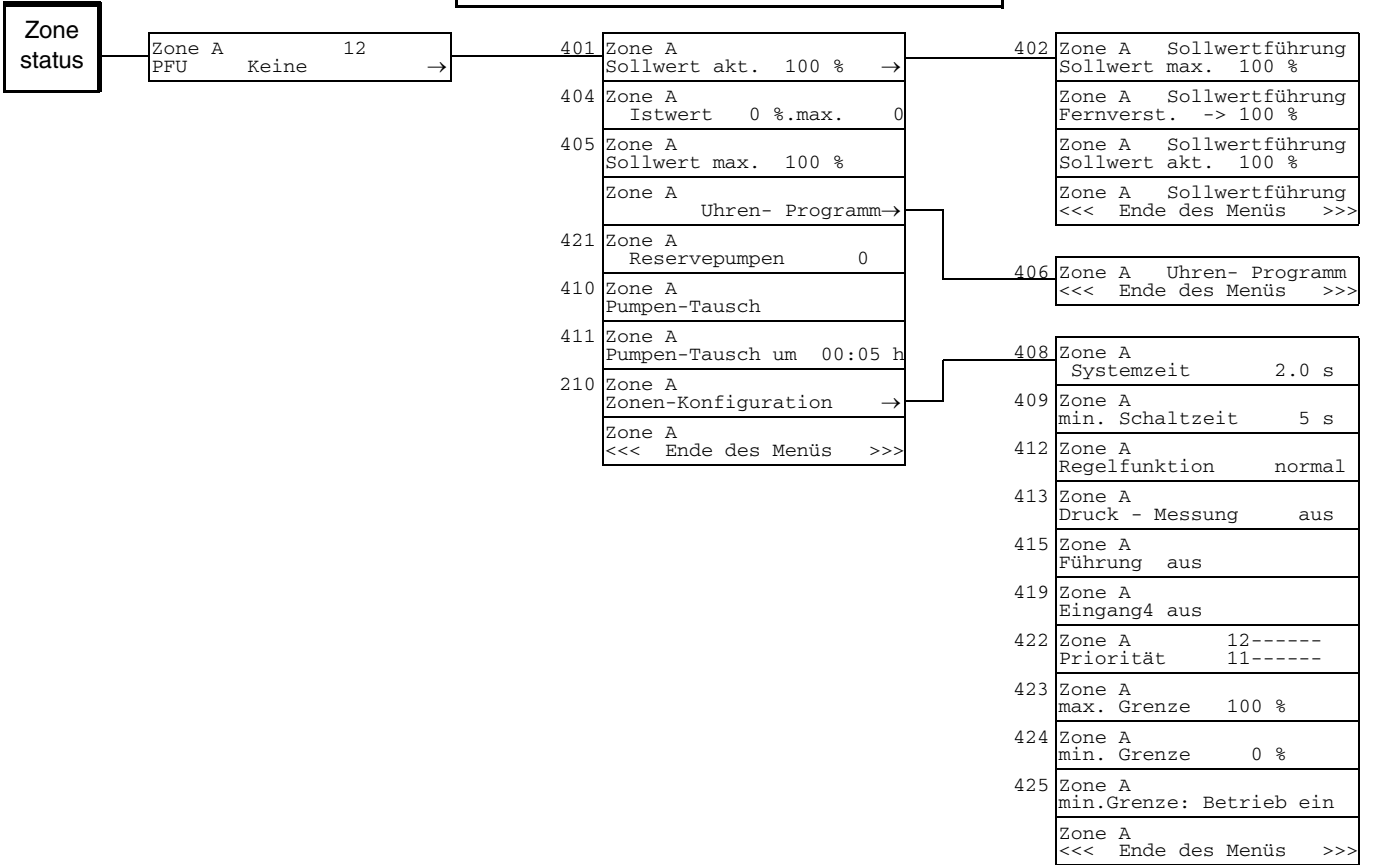 Zone
status
Zone A 12
PFU Keine →
401 Zone A
Sollwert akt. 100 % →
404 Zone A
Istwert 0 %.max. 0
405 Zone A
Sollwert max. 100 %
Zone A
Uhren- Programm→
421 Zone A
Reservepumpen 0
410 Zone A
Pumpen-Tausch
411 Zone A
Pumpen-Tausch um 00:05 h
210 Zone A
Zonen-Konfiguration →
Zone A
<<< Ende des Menüs >>>
402 Zone A Sollwertführung
Sollwert max. 100 %
Zone A Sollwertführung
Fernverst. -> 100 %
Zone A Sollwertführung
Sollwert akt. 100 %
Zone A Sollwertführung
<<< Ende des Menüs >>>
406 Zone A Uhren- Programm
<<< Ende des Menüs >>>
408 Zone A
Systemzeit 2.0 s
409 Zone A
min. Schaltzeit 5 s
412 Zone A
Regelfunktion normal
413 Zone A
Druck - Messung aus
415 Zone A
Führung aus
419 Zone A
Eingang4 aus
422 Zone A 12------
Priorität 11------
423 Zone A
max. Grenze 100 %
424 Zone A
min. Grenze 0 %
425 Zone A
min.Grenze: Betrieb ein
Zone A
<<< Ende des Menüs >>>